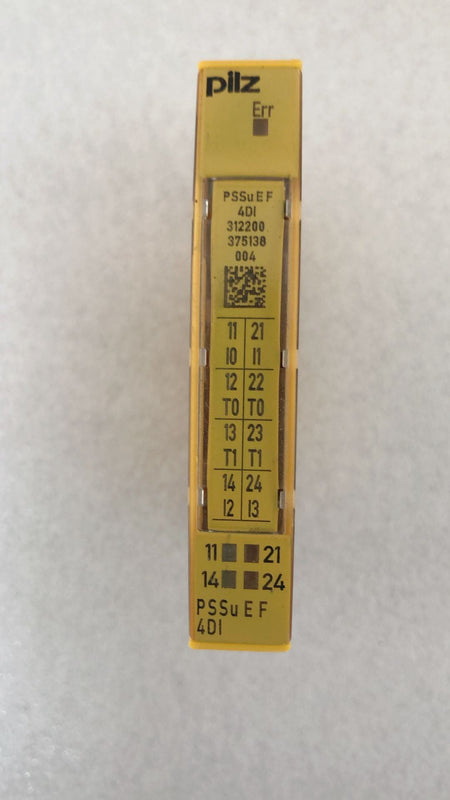 pilz
Err
PSSu E F
4DI
312200
375138
004
11 21
I0 I1
12 22
T0 T0
13 23
T1 T1
14 24
I2 I3
11 21
14 24
PSSu E F
4DI